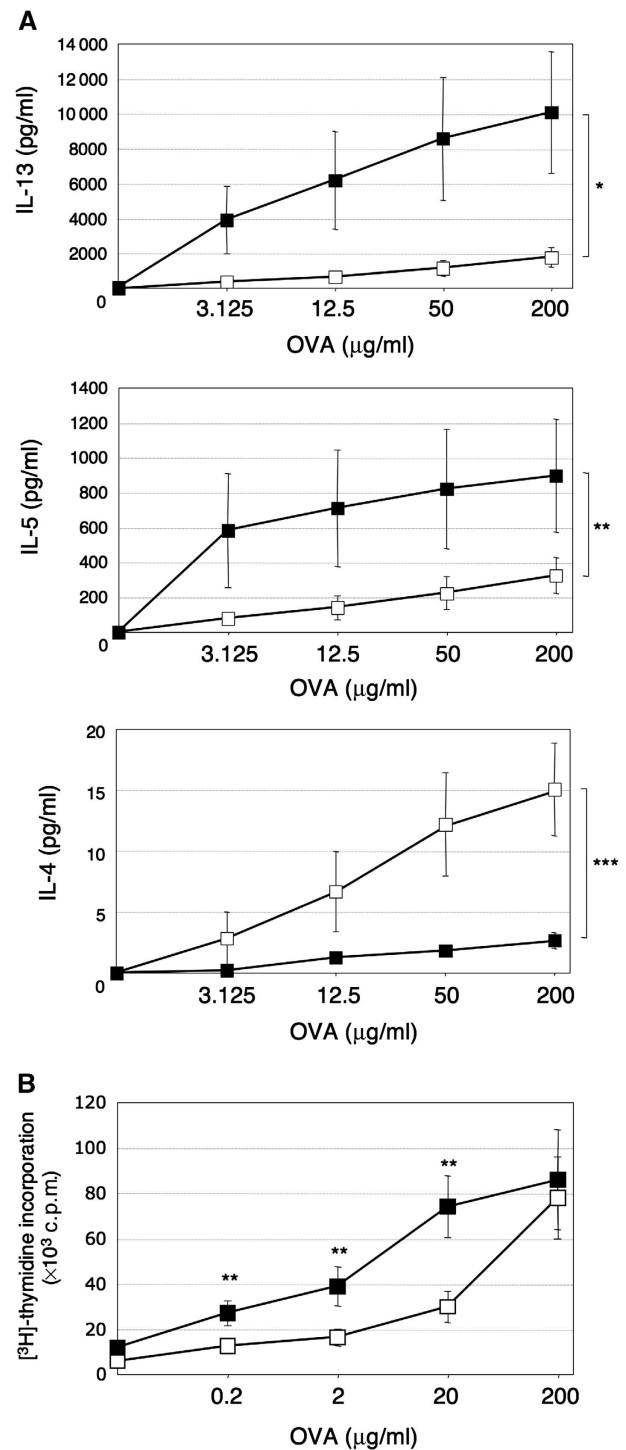 A
IL-13 (pg/ml)
14 000
12 000
10 000
8000
6000
4000
2000
0
*
3.125 12.5 50 200
OVA (µg/ml)
IL-5 (pg/ml)
1400
1200
1000
800
600
400
200
0
**
3.125 12.5 50 200
OVA (µg/ml)
IL-4 (pg/ml)
20
15
10
5
0
***
3.125 12.5 50 200
OVA (µg/ml)
B
[³H]-thymidine incorporation
(×10³ c.p.m.)
120
100
80
60
40
20
0
** ** **
0.2 2 20 200
OVA (µg/ml)